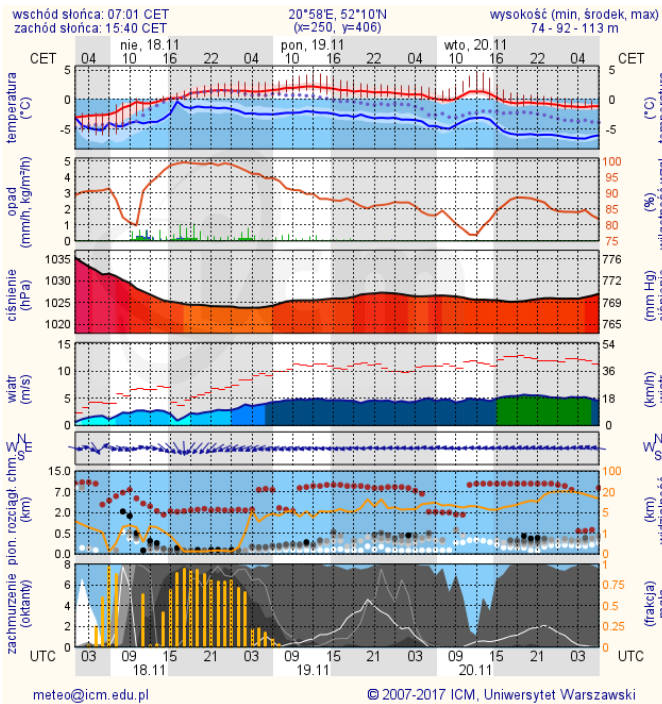 wschód słońca: 07:01 CET 20°58'E, 52°10'N wysokość (min, środek, max)
zachód słońca: 15:40 CET (x=250, y=406) 74 - 92 - 113 m
nie, 18.11 pon, 19.11 wto, 20.11
CET 04 10 16 22 04 10 16 22 04 10 16 22 04 CET
temperatura (°C)
5 0 -5
5 0 -5
opad (mm/h, kg/m²/h)
5 4 3 2 1 0
100 95 90 85 80 75
(%)
ciśnienie (hPa)
1035 1030 1025 1020
776 772 769 765
(mm Hg)
wiatr (m/s)
15 10 5 0
54 36 18 0
(km/h)
N W E S
N W E S
pion. rozciągł. chm. (km)
15.0 7.0 2.0 0.5 0.0
100 20 5 1 0
zachmurzenie (oktanty)
8 6 4 2 0
1 0.75 0.5 0.25 0
(frakcja)
UTC 03 09 15 21 03 09 15 21 03 09 15 21 03 UTC
18.11 19.11 20.11
meteo@icm.edu.pl © 2007-2017 ICM, Uniwersytet Warszawski